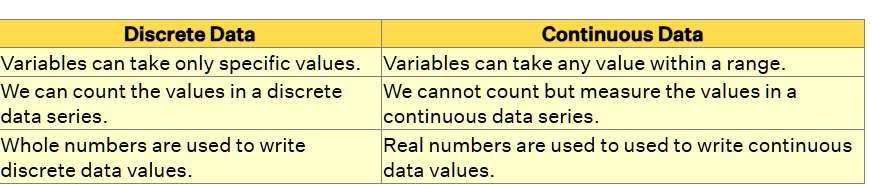 Discrete Data
Continuous Data
Variables can take only specific values.
Variables can take any value within a range.
We can count the values in a discrete
data series.
We cannot count but measure the values in a
continuous data series.
Whole numbers are used to write
discrete data values.
Real numbers are used to used to write continuous
data values.